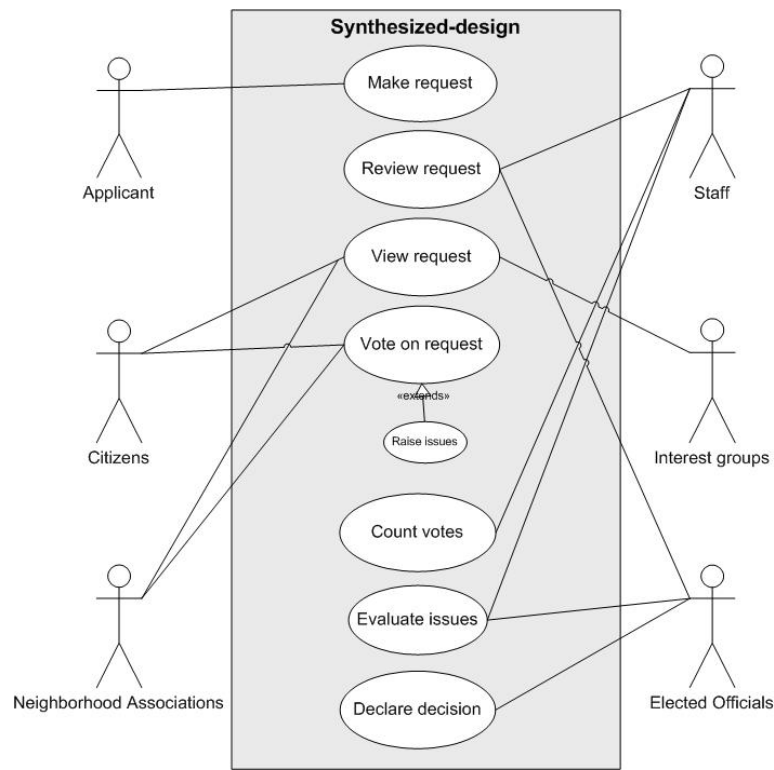 Synthesized-design
Make request
Applicant
Review request
Staff
View request
Vote on request
«extends»
Raise issues
Citizens
Interest groups
Count votes
Evaluate issues
Neighborhood Associations
Declare decision
Elected Officials